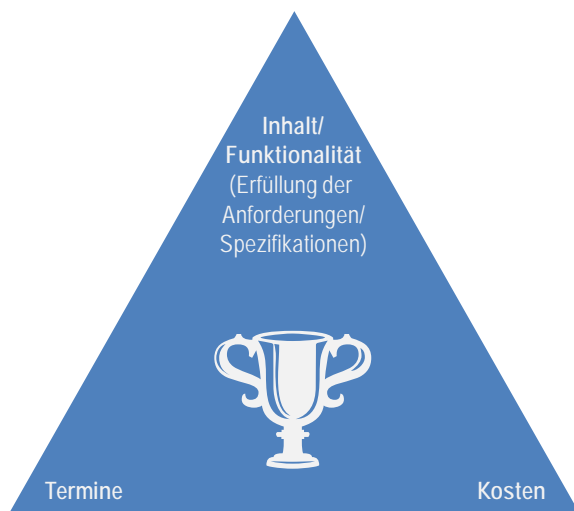 Inhalt/
Funktionalität
(Erfüllung der
Anforderungen/
Spezifikationen)
Termine
Kosten